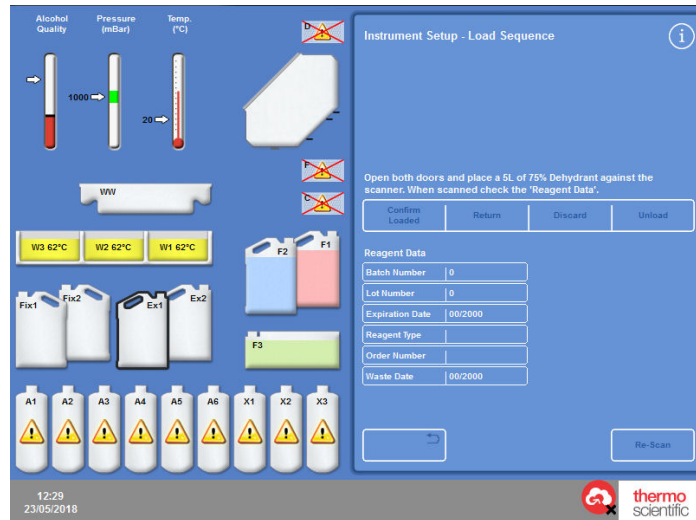 Alcohol
Quality
Pressure
(mBar)
Temp.
(°C)
1000
20
D
F
C
WW
W3 62°C
W2 62°C
W1 62°C
F2
F1
Fix1
Fix2
Ex1
Ex2
F3
A1
A2
A3
A4
A5
A6
X1
X2
X3
Instrument Setup - Load Sequence
i
Open both doors and place a 5L of 75% Dehydrant against the
scanner. When scanned check the 'Reagent Data'.
Confirm
Loaded
Return
Discard
Unload
Reagent Data
Batch Number 0
Lot Number 0
Expiration Date 00/2000
Reagent Type
Order Number
Waste Date 00/2000
Re-Scan
12:29
23/05/2018
thermo
scientific